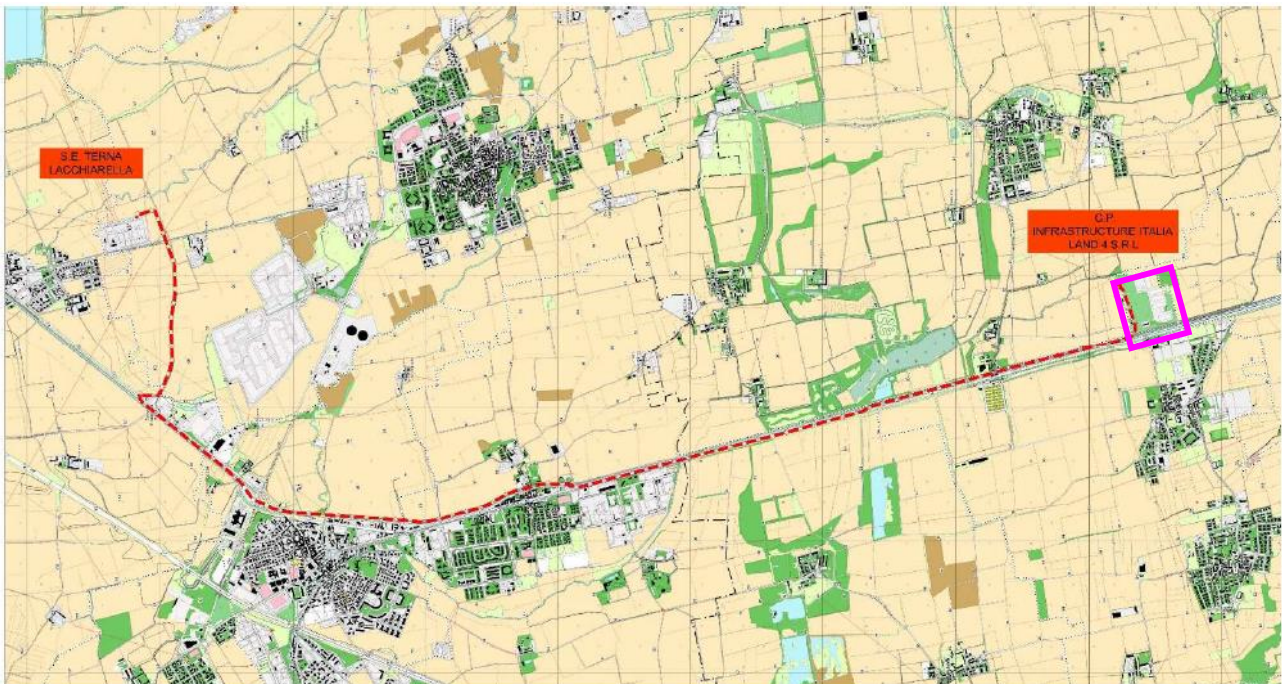 S.E. TERNA
LACCHIARELLA
C.P.
INFRASTRUCTURE ITALIA
LAND 4 S.R.L